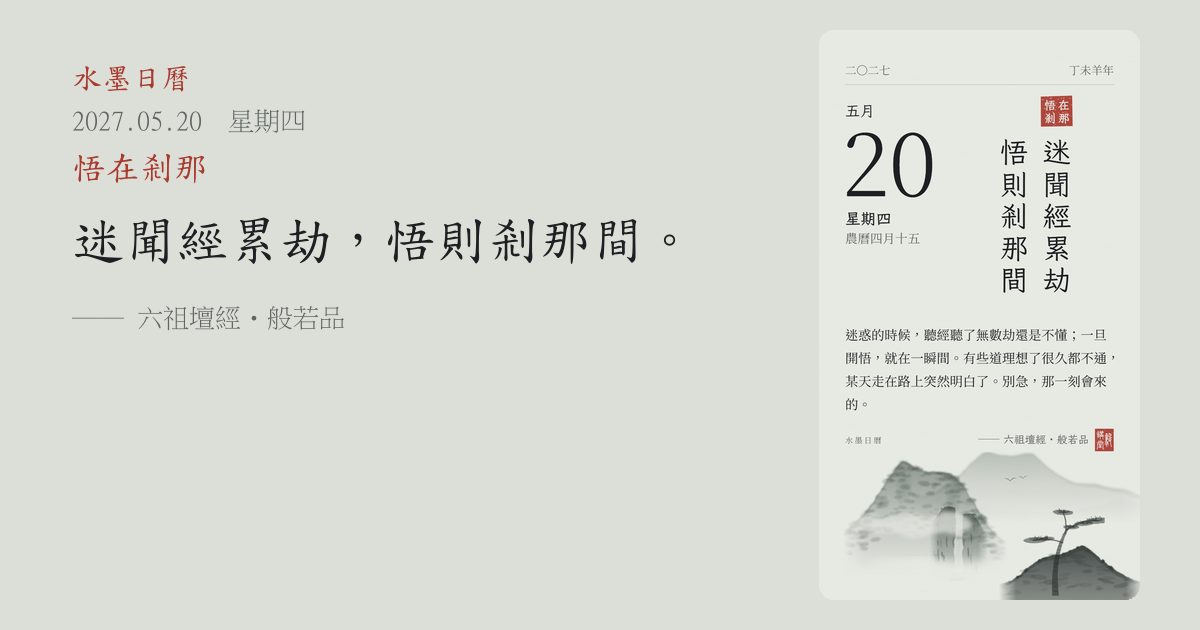 水墨日曆
2027.05.20 星期四
悟在剎那
迷聞經累劫，悟則剎那間。
—— 六祖壇經・般若品
二〇二七
丁未羊年
五月
20
星期四
農曆四月十五
悟在剎那
迷聞經累劫
悟則剎那間
迷惑的時候，聽經聽了無數劫還是不懂；一旦
開悟，就在一瞬間。有些道理想了很久都不通，
某天走在路上突然明白了。別急，那一刻會來
的。
水墨日曆
—— 六祖壇經・般若品